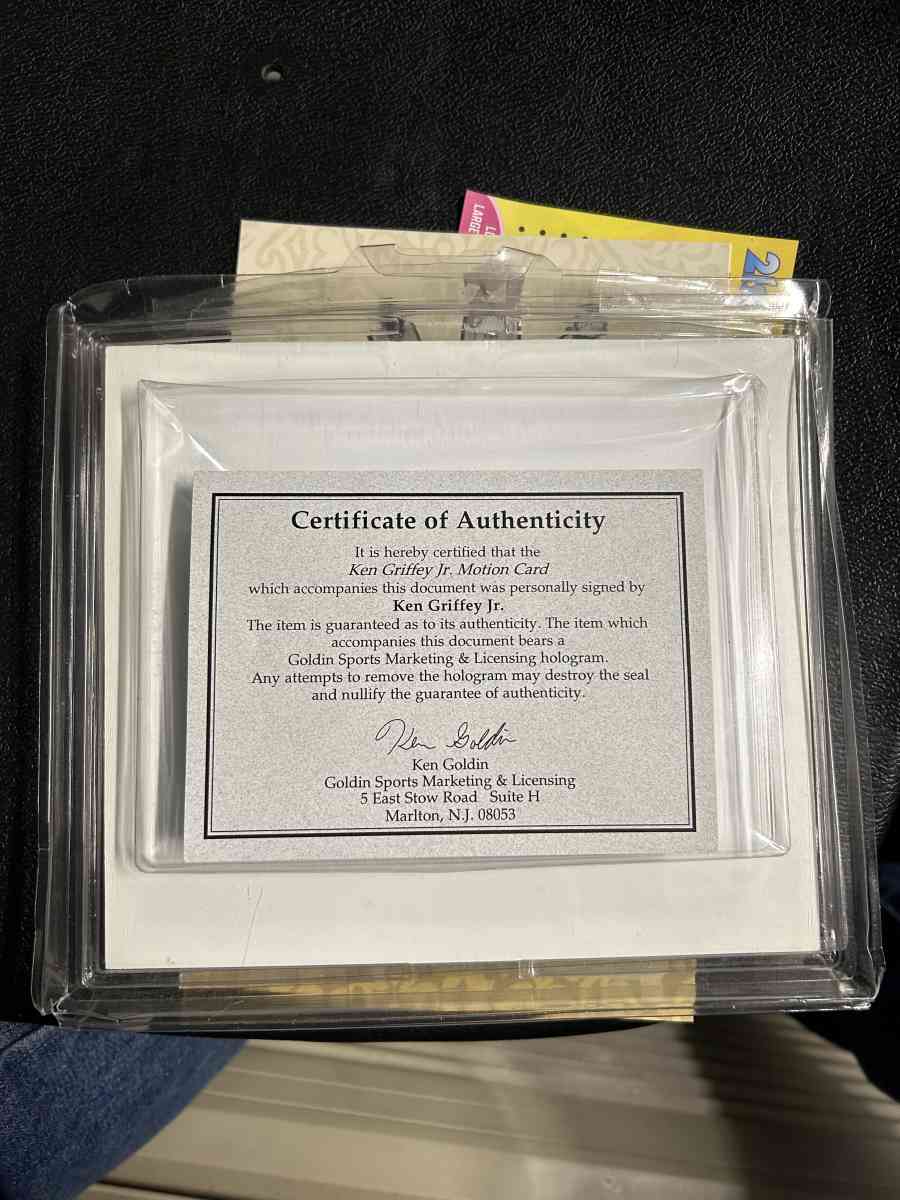 LARGE
Certificate of Authenticity
It is hereby certified that the
Ken Griffey Jr. Motion Card
which accompanies this document was personally signed by
Ken Griffey Jr.
The item is guaranteed as to its authenticity. The item which
accompanies this document bears a
Goldin Sports Marketing & Licensing hologram.
Any attempts to remove the hologram may destroy the seal
and nullify the guarantee of authenticity.
Ken Goldin
Ken Goldin
Goldin Sports Marketing & Licensing
5 East Stow Road Suite H
Marlton, N.J. 08053